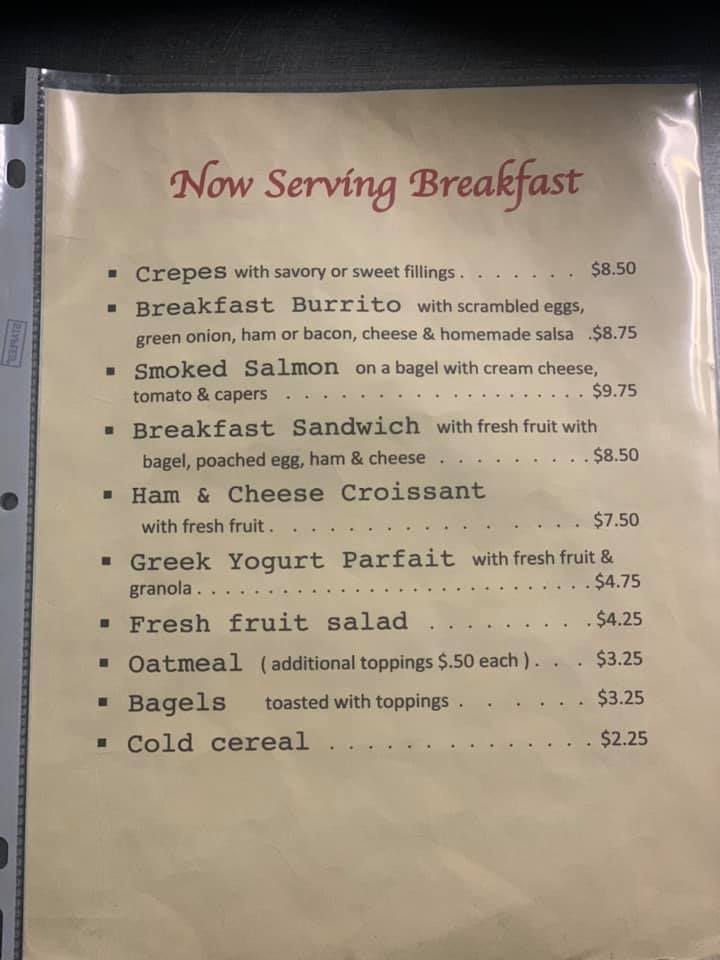 Now Serving Breakfast
▪ Crepes with savory or sweet fillings . . . . . . . $8.50
▪ Breakfast Burrito with scrambled eggs,
green onion, ham or bacon, cheese & homemade salsa .$8.75
▪ Smoked Salmon on a bagel with cream cheese,
tomato & capers . . . . . . . . . . . . . . . . . . . $9.75
▪ Breakfast Sandwich with fresh fruit with
bagel, poached egg, ham & cheese . . . . . . . . . $8.50
▪ Ham & Cheese Croissant
with fresh fruit . . . . . . . . . . . . . . . $7.50
▪ Greek Yogurt Parfait with fresh fruit &
granola . . . . . . . . . . . . . . . . . . . . . . . . . . $4.75
▪ Fresh fruit salad . . . . . . . . . . $4.25
▪ Oatmeal ( additional toppings $.50 each ) . . . $3.25
▪ Bagels toasted with toppings . . . . . . $3.25
▪ Cold cereal . . . . . . . . . . . . . . $2.25
STAPLES